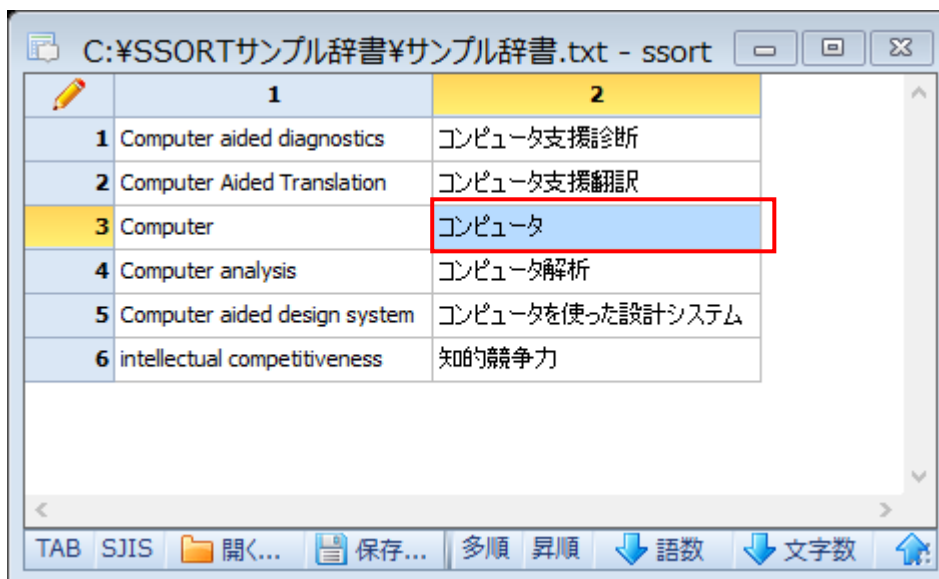 C:¥SSORTサンプル辞書¥サンプル辞書.txt - ssort
1 2
1 Computer aided diagnostics コンピュータ支援診断
2 Computer Aided Translation コンピュータ支援翻訳
3 Computer コンピュータ
4 Computer analysis コンピュータ解析
5 Computer aided design system コンピュータを使った設計システム
6 intellectual competitiveness 知的競争力
TAB SJIS 開く... 保存... 多順 昇順 語数 文字数